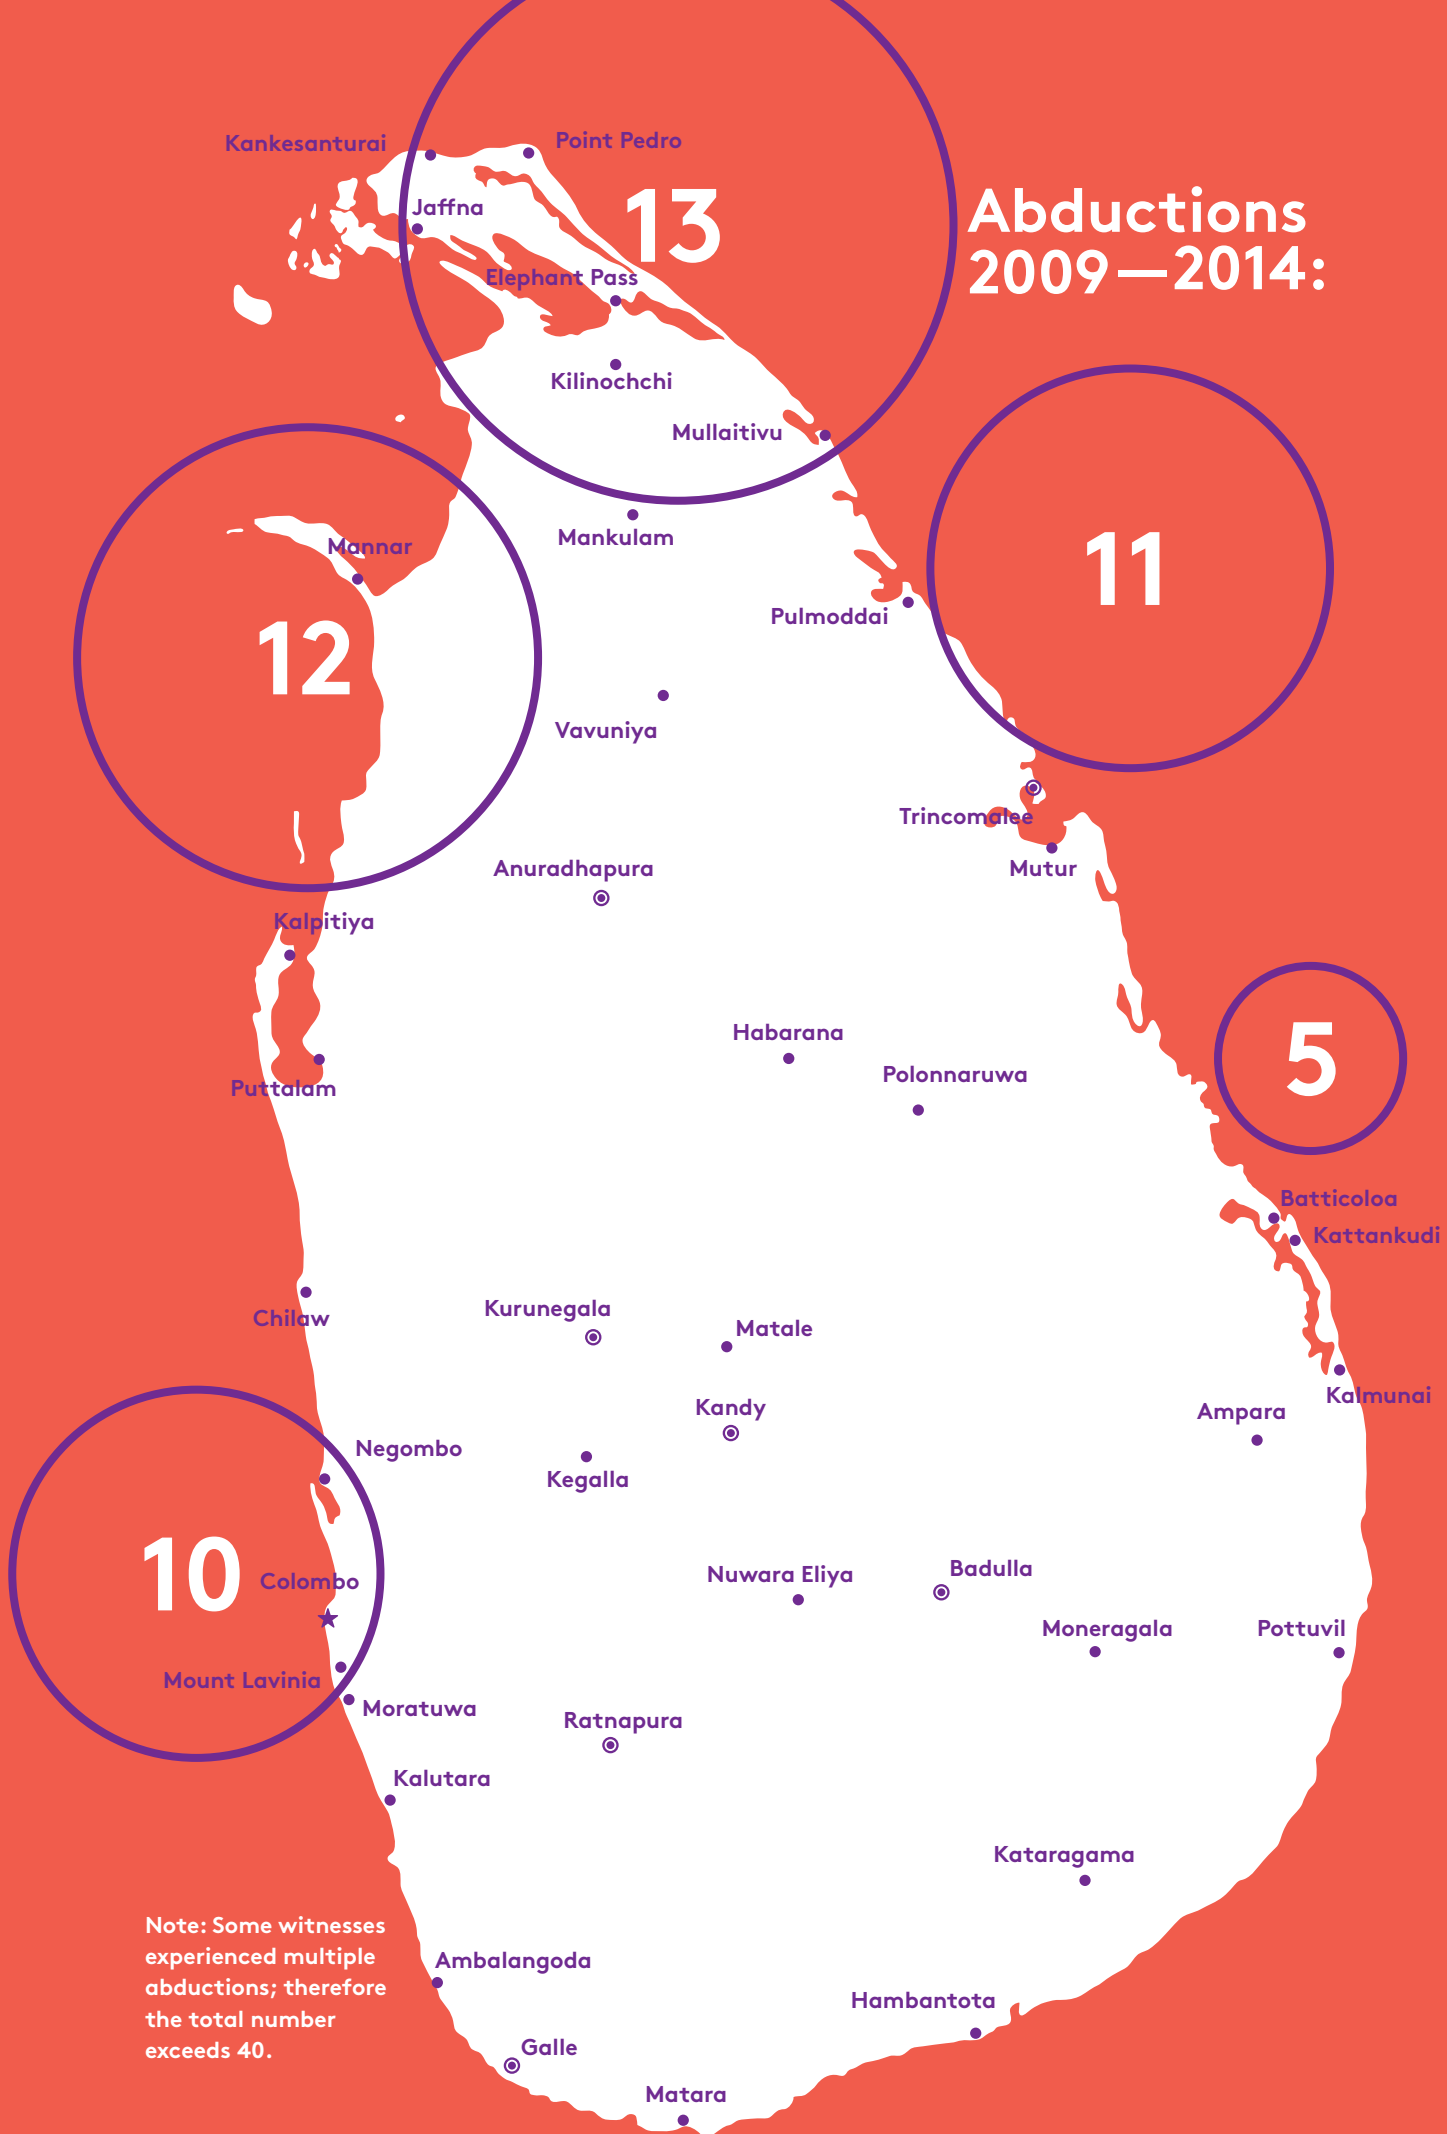 Kankesanturai
Point Pedro
13
Abductions
2009—2014:
Jaffna
Elephant Pass
Kilinochchi
Mullaitivu
Mankulam
Mannar
11
12
Pulmoddai
Vavuniya
Trincomalee
Mutur
Anuradhapura
Kalpitiya
Habarana
5
Polonnaruwa
Puttalam
Batticoloa
Kattankudi
Kurunegala
Chilaw
Matale
Kalmunai
Kandy
Ampara
Negombo
Kegalla
10
Colombo
Nuwara Eliya
Badulla
Moneragala
Pottuvil
Mount Lavinia
Moratuwa
Ratnapura
Kalutara
Kataragama
Note: Some witnesses
experienced multiple
abductions; therefore
the total number
exceeds 40.
Ambalangoda
Hambantota
Galle
Matara